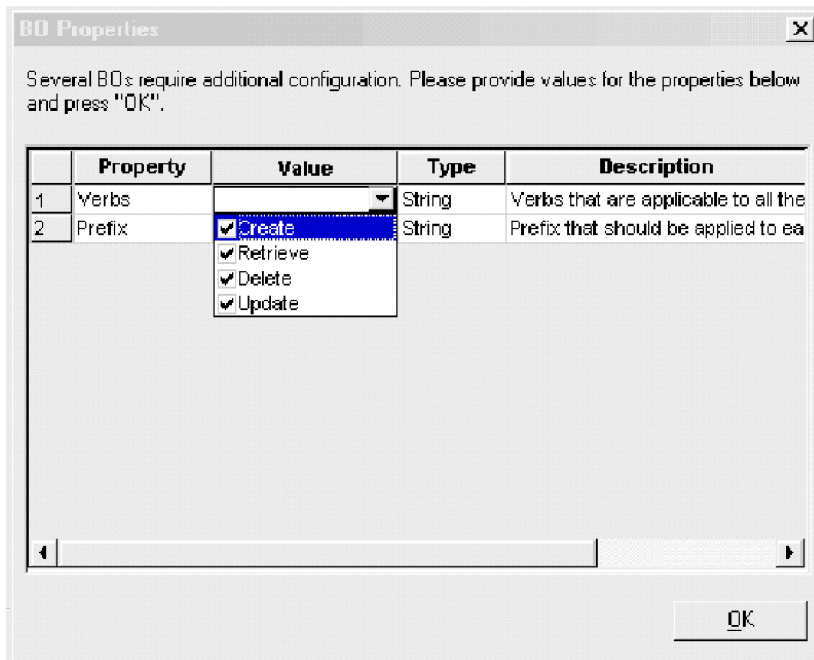 BO Properties
Several BOs require additional configuration. Please provide values for the properties below
and press "OK".
Property Value Type Description
1 Verbs String Verbs that are applicable to all the
2 Prefix String Prefix that should be applied to ea
Create
Retrieve
Delete
Update
OK